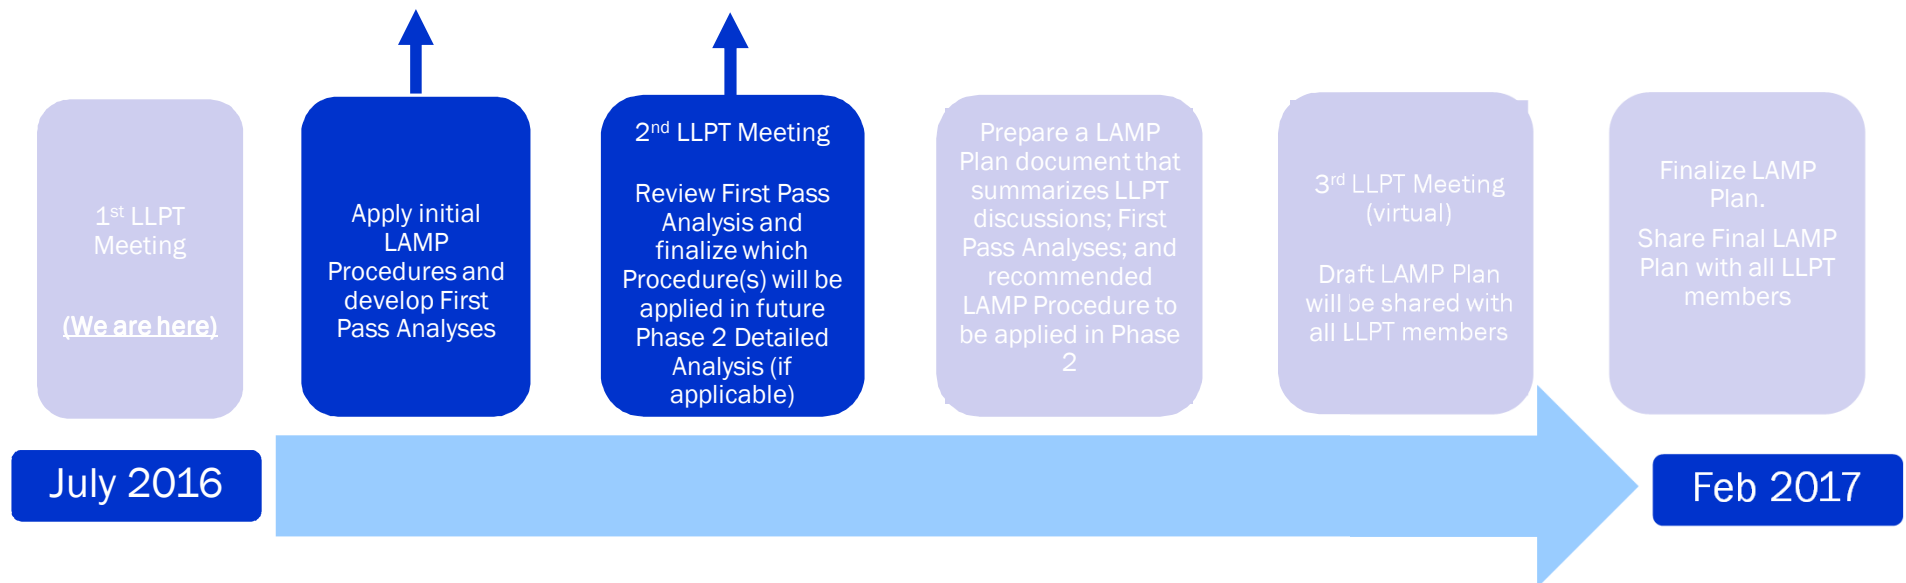 1st LLPT
Meeting
(We are here)
Apply initial
LAMP
Procedures and
develop First
Pass Analyses
2nd LLPT Meeting
Review First Pass
Analysis and
finalize which
Procedure(s) will be
applied in future
Phase 2 Detailed
Analysis (if
applicable)
Prepare a LAMP
Plan document that
summarizes LLPT
discussions; First
Pass Analyses; and
recommended
LAMP Procedure to
be applied in Phase
2
3rd LLPT Meeting
(virtual)
Draft LAMP Plan
will be shared with
all LLPT members
Finalize LAMP
Plan.
Share Final LAMP
Plan with all LLPT
members
July 2016
Feb 2017